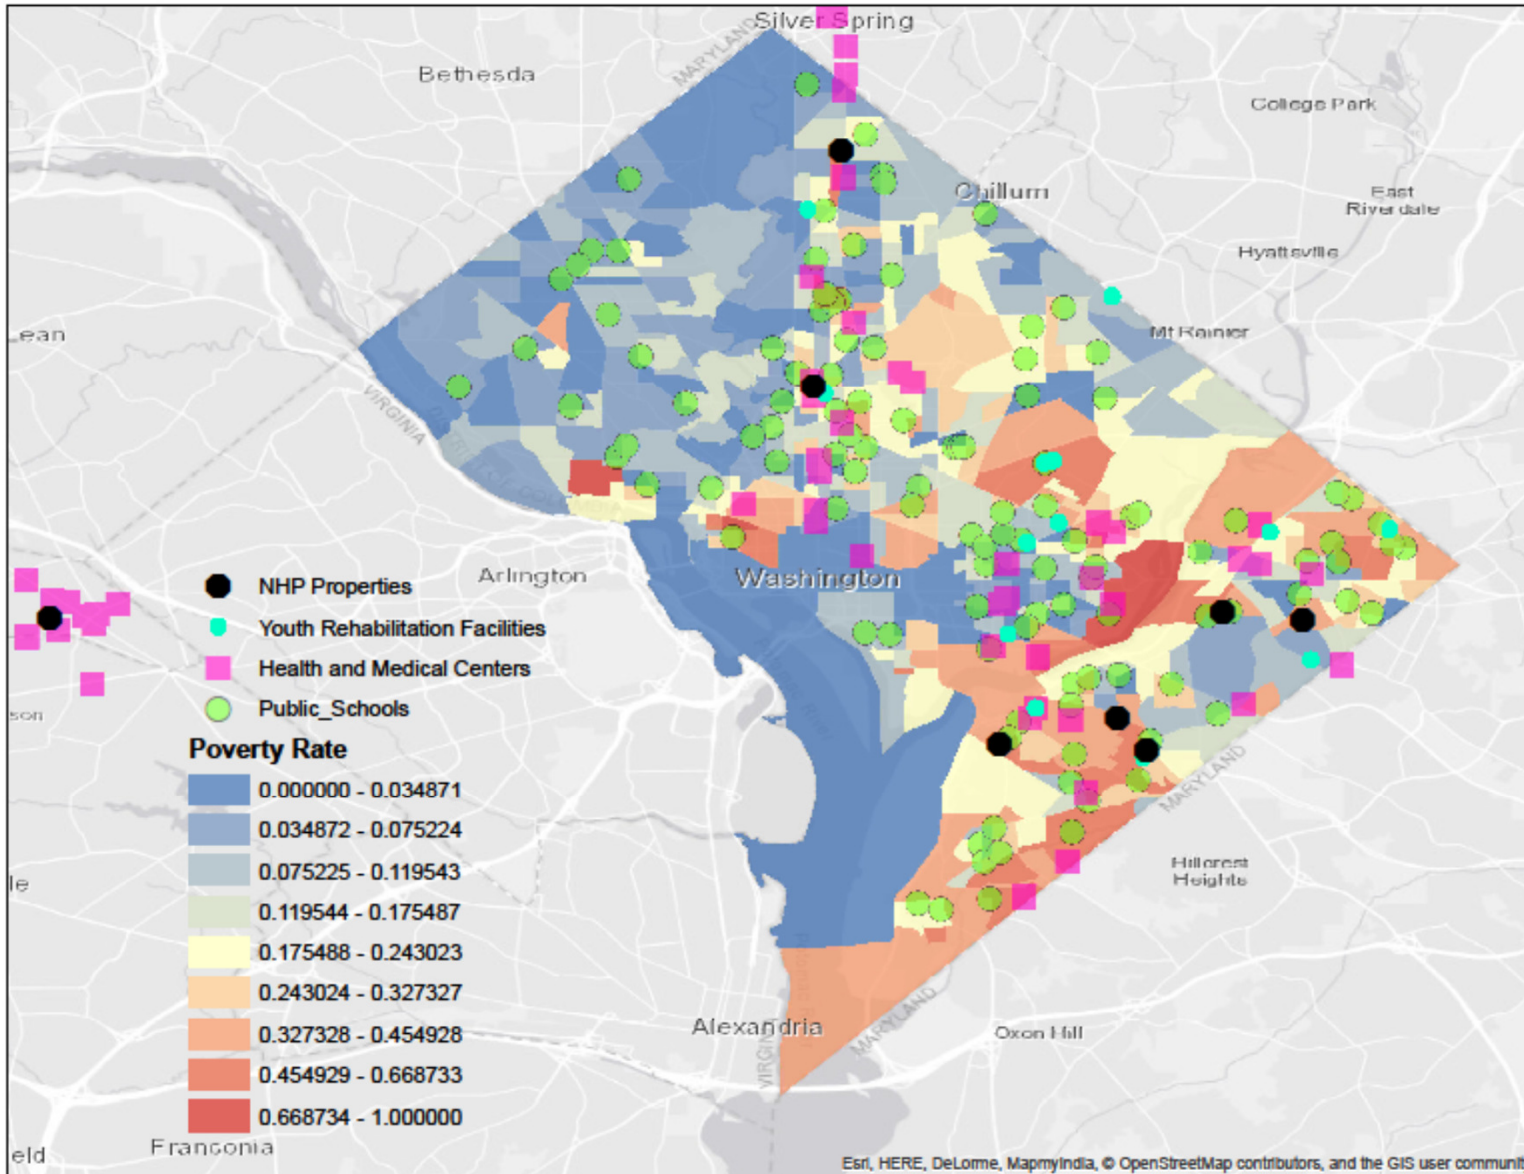 Silver Spring
MARYLAND
Bethesda
College Park
Chillum
East
Riverdale
Hyattsville
ean
Mt Rainier
VIRGINIA
Arlington
Washington
NHP Properties
Youth Rehabilitation Facilities
Health and Medical Centers
son
Public_Schools
Poverty Rate
MARYLAND
0.000000 - 0.034871
0.034872 - 0.075224
0.075225 - 0.119543
Hillcrest
Heights
le
0.119544 - 0.175487
0.175488 - 0.243023
0.243024 - 0.327327
Alexandria
MARYLAND
Oxon Hill
0.327328 - 0.454928
VIRGINIA
0.454929 - 0.668733
0.668734 - 1.000000
Franconia
eld
Esri, HERE, DeLorme, MapmyIndia, © OpenStreetMap contributors, and the GIS user communit